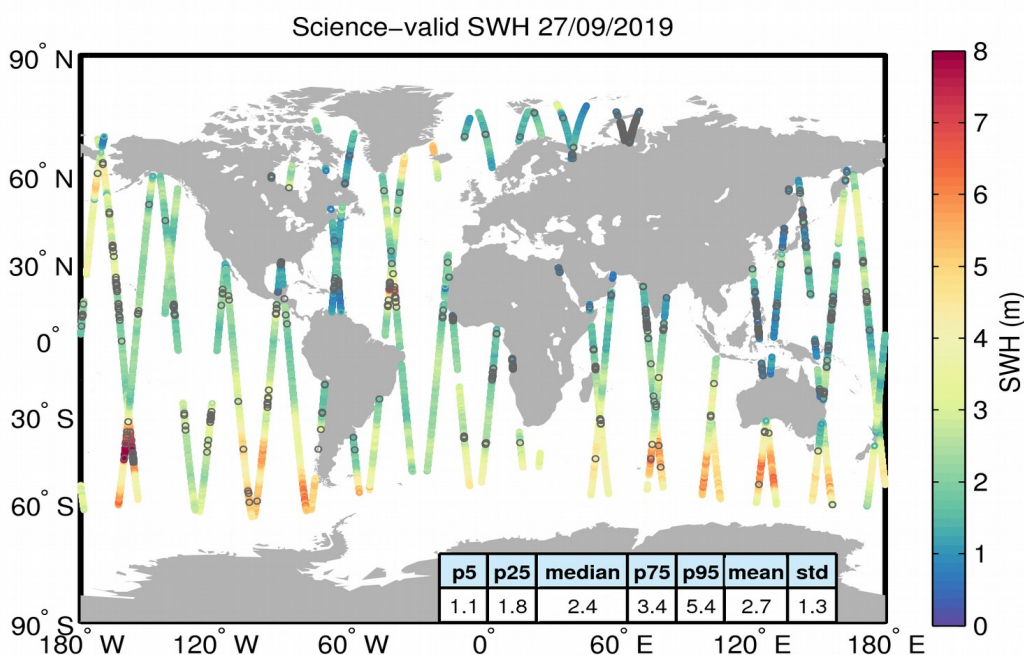 Science−valid SWH 27/09/2019
90° N
60° N
30° N
0°
30° S
60° S
90° S
180° W
120° W
60° W
0°
60° E
120° E
180° E
p5 p25 median p75 p95 mean std
1.1 1.8 2.4 3.4 5.4 2.7 1.3
8
7
6
5
4
3
2
1
0
SWH (m)